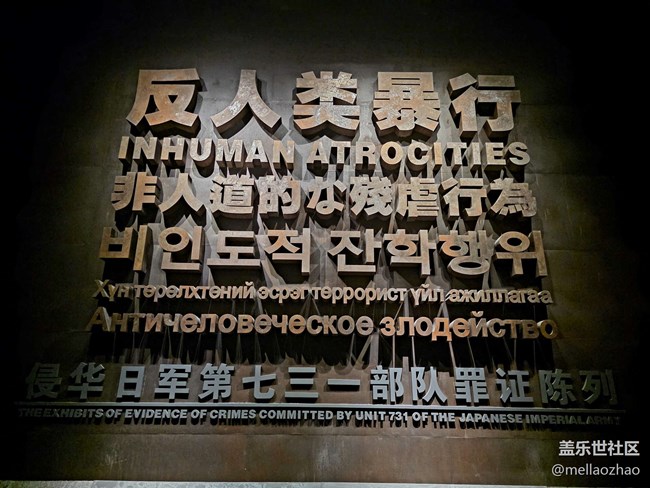 反人类暴行
INHUMAN ATROCITIES
非人道的な残虐行為
비인도적 잔학행위
Хүн төрөлхтөний эсрэг террорист үйл ажиллагаа
Античеловеческое злодейство
侵华日军第七三一部队罪证陈列
THE EXHIBITS OF EVIDENCE OF CRIMES COMMITTED BY UNIT 731 OF THE JAPANESE IMPERIAL ARMY
盖乐世社区
@mellaozhao